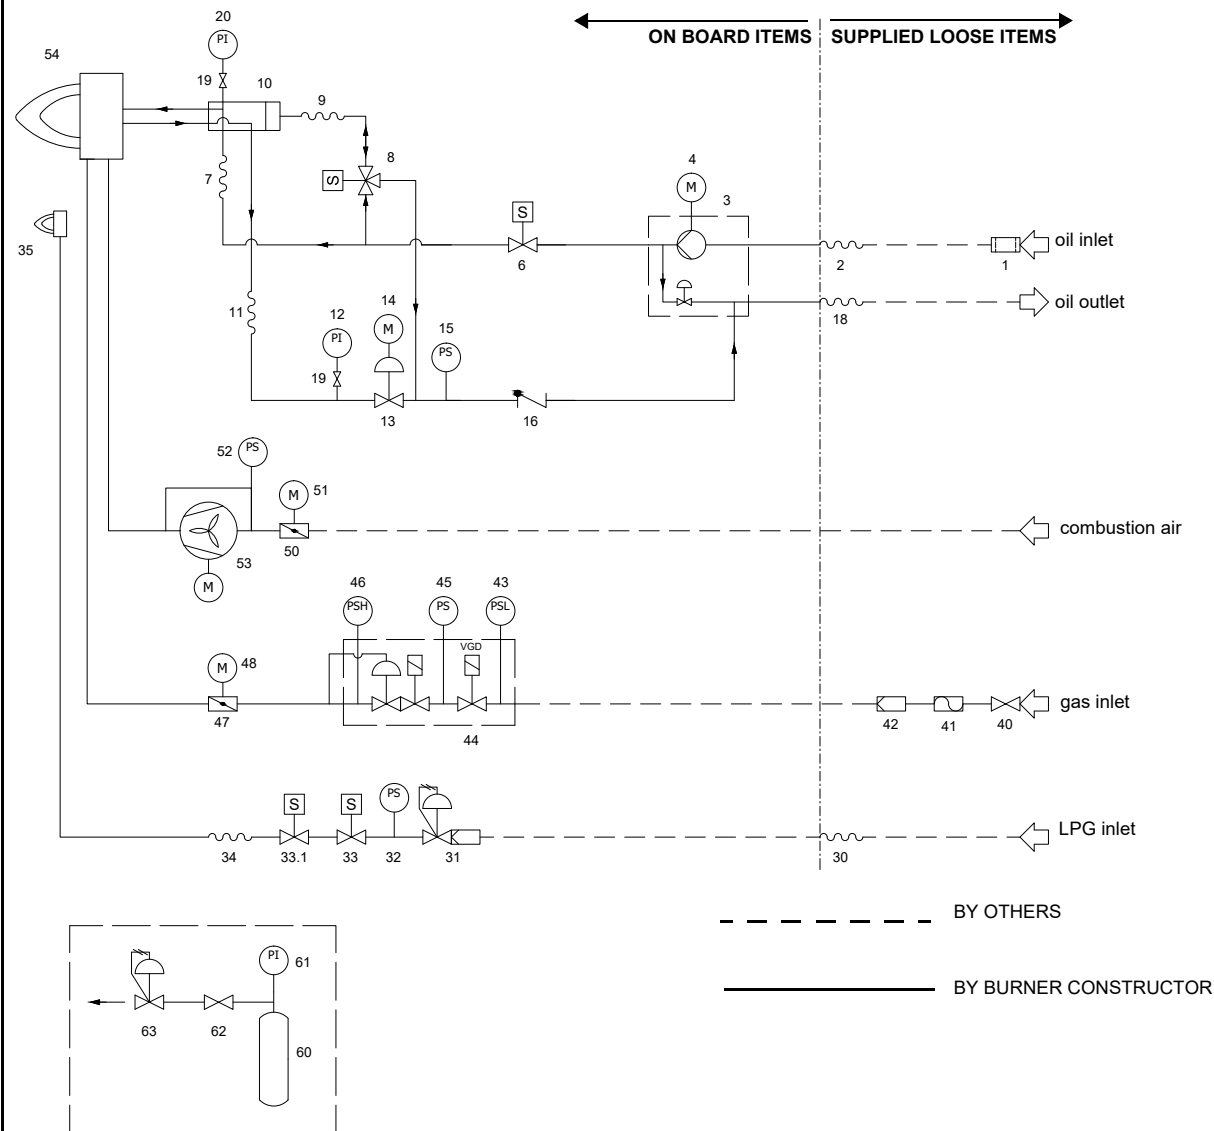 20
PI
ON BOARD ITEMS
SUPPLIED LOOSE ITEMS
54
19
10
9
8
S
7
4
M
3
S
6
2
1
oil inlet
35
11
12
PI
19
14
M
13
15
PS
16
18
oil outlet
52
PS
M
51
50
53
M
combustion air
46
PSH
45
PS
43
PSL
VGD
M
48
47
44
42
41
40
gas inlet
S
S
PS
34
33.1
33
32
31
30
LPG inlet
BY OTHERS
BY BURNER CONSTRUCTOR
PI
61
63
62
60